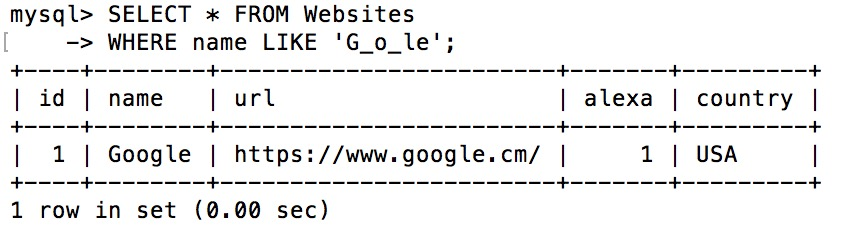 mysql> SELECT * FROM Websites
[    -> WHERE name LIKE 'G_o_le';
+----+--------+---------------------------+-------+---------+
| id | name   | url                       | alexa | country |
+----+--------+---------------------------+-------+---------+
|  1 | Google | https://www.google.cm/ |     1 | USA     |
+----+--------+---------------------------+-------+---------+
1 row in set (0.00 sec)